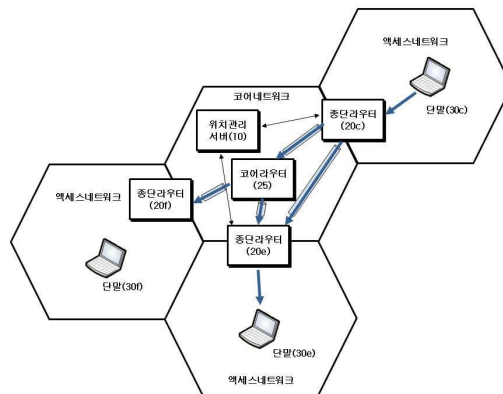 액세스네트워크
단말(30c)
코어네트워크
종단라우터
(20c)
위치관리
서버(10)
코어라우터
(25)
액세스네트워크
종단라우터
(20f)
종단라우터
(20e)
단말(30f)
단말(30e)
액세스네트워크